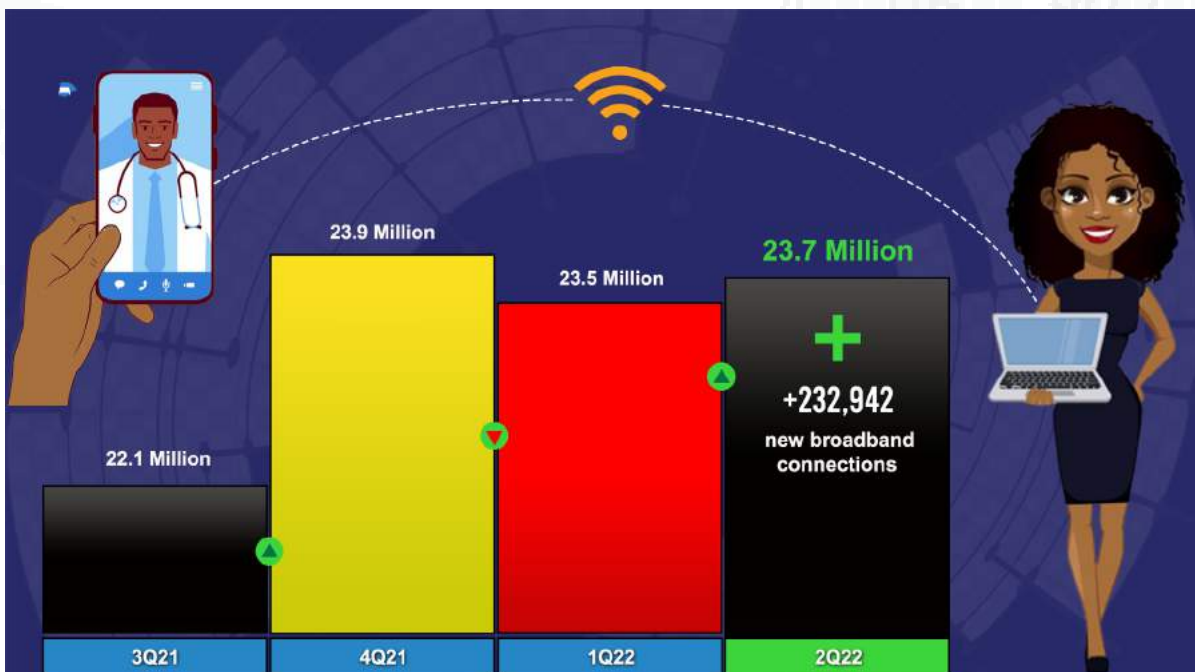 23.9 Million
23.7 Million
23.5 Million
+
+232,942
new broadband
connections
22.1 Million
3Q21
4Q21
1Q22
2Q22